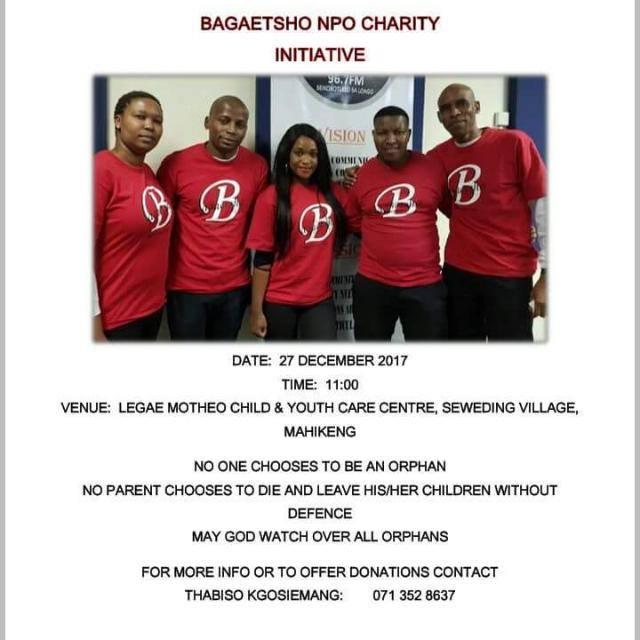 BAGAETSHO NPO CHARITY
INITIATIVE
96.7FM
VISION
B
B
B
B
B
DATE: 27 DECEMBER 2017
TIME: 11:00
VENUE: LEGAE MOTHEO CHILD & YOUTH CARE CENTRE, SEWEDING VILLAGE,
MAHIKENG
NO ONE CHOOSES TO BE AN ORPHAN
NO PARENT CHOOSES TO DIE AND LEAVE HIS/HER CHILDREN WITHOUT
DEFENCE
MAY GOD WATCH OVER ALL ORPHANS
FOR MORE INFO OR TO OFFER DONATIONS CONTACT
THABISO KGOSIEMANG: 071 352 8637